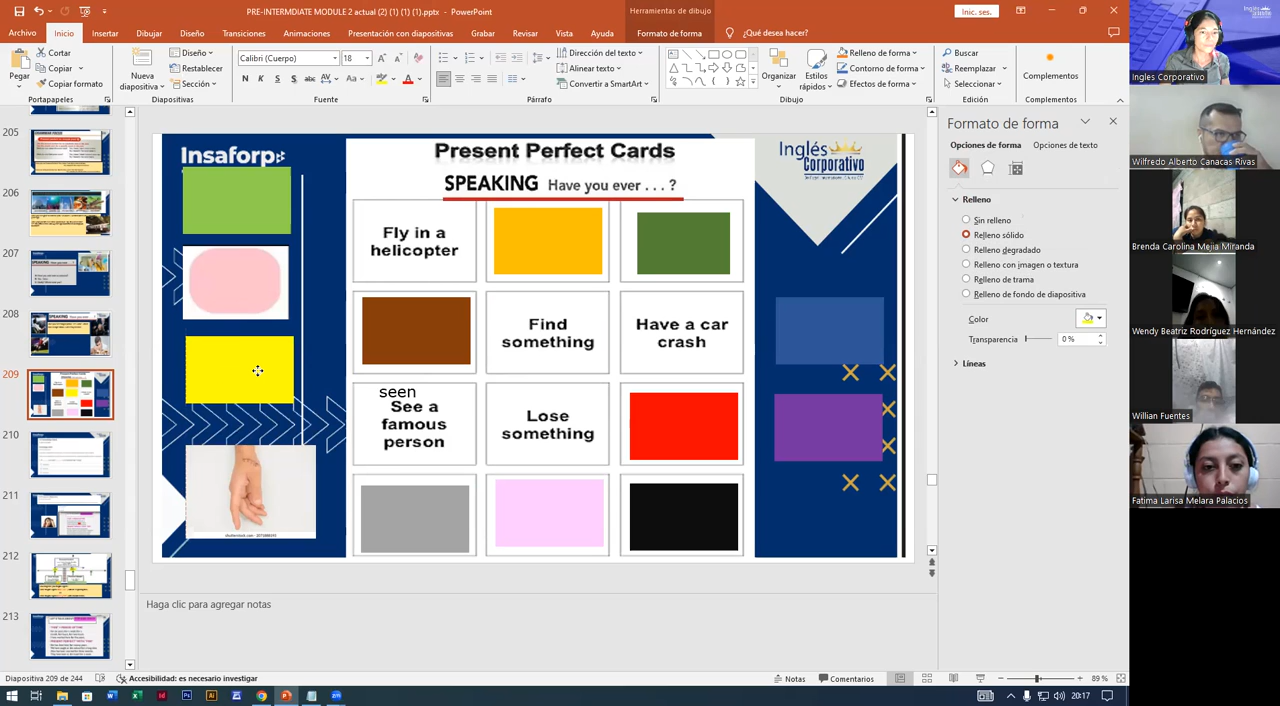 PRE-INTERMDIATE MODULE 2 actual (2) (1) (1) (1).pptx - PowerPoint
Herramientas de dibujo
Inic. ses.
Archivo Inicio Insertar Dibujar Diseño Transiciones Animaciones Presentación con diapositivas Grabar Revisar Vista Ayuda Formato de forma ¿Qué desea hacer?
Pegar
Cortar
Copiar
Copiar formato
Portapapeles
Nueva diapositiva
Diseño
Restablecer
Sección
Diapositivas
Calibri (Cuerpo) 18
N K S S abc AV Aa
Fuente
Dirección del texto
Alinear texto
Convertir a SmartArt
Párrafo
Organizar
Estilos rápidos
Relleno de forma
Contorno de forma
Efectos de forma
Dibujo
Buscar
Reemplazar
Seleccionar
Edición
Complementos
Complementos
205
206
207
208
209
210
211
212
213
Insaforp
Present Perfect Cards
SPEAKING Have you ever . . . ?
Inglés
Corporativo
Fly in a
helicopter
Find
something
Have a car
crash
seen
See a
famous
person
Lose
something
shutterstock.com · 2071886245
Haga clic para agregar notas
Formato de forma
Opciones de forma Opciones de texto
Relleno
Sin relleno
Relleno sólido
Relleno degradado
Relleno con imagen o textura
Relleno de trama
Relleno de fondo de diapositiva
Color
Transparencia 0 %
Líneas
Diapositiva 209 de 244
Accesibilidad: es necesario investigar
Notas
Comentarios
89 %
20:17
Ingles Corporativo
Wilfredo Alberto Canacas Rivas
Brenda Carolina Mejia Miranda
Wendy Beatriz Rodríguez Hernández
Willian Fuentes
Fatima Larisa Melara Palacios